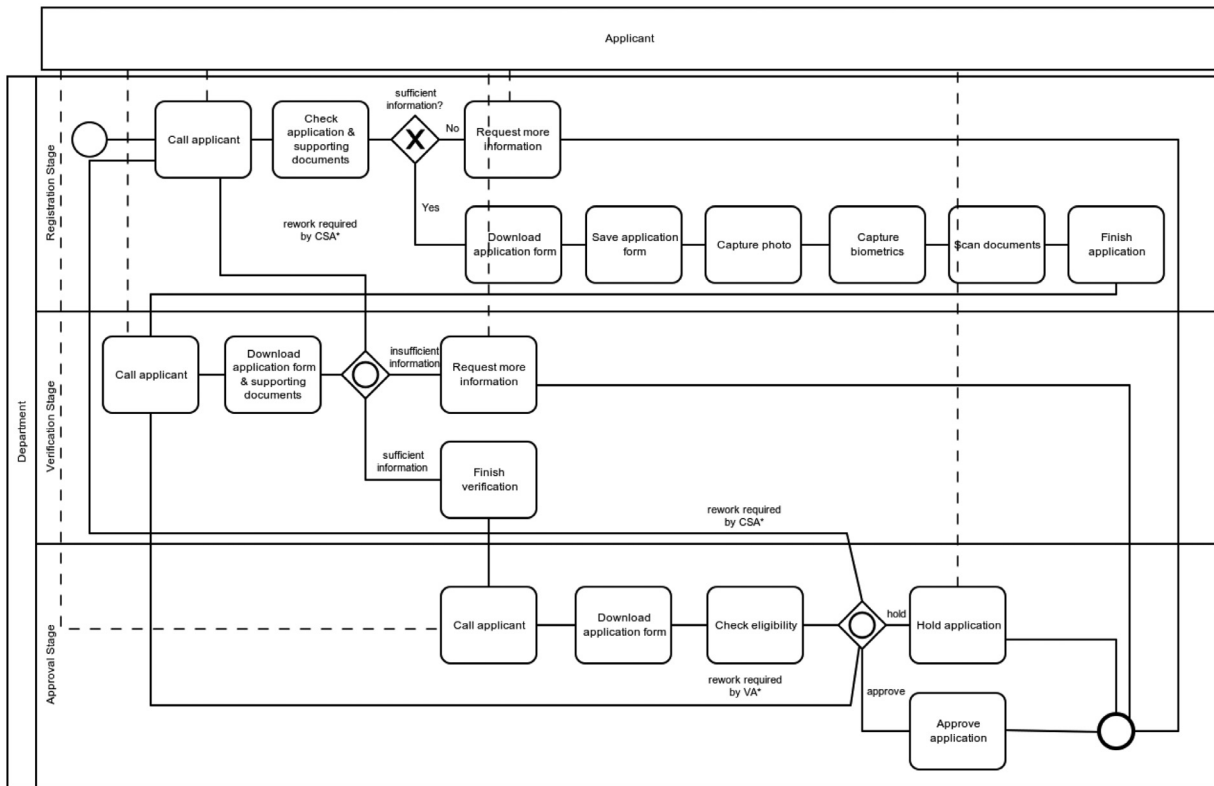 Applicant
Department
Registration Stage
sufficient
information?
Call applicant
Check
application &
supporting
documents
X
No
Request more
information
Yes
rework required
by CSA*
Download
application form
Save application
form
Capture photo
Capture
biometrics
Scan documents
Finish
application
Verification Stage
Call applicant
Download
application form
& supporting
documents
insufficient
information
Request more
information
sufficient
information
Finish
verification
rework required
by CSA*
Approval Stage
Call applicant
Download
application form
Check eligibility
hold
Hold application
rework required
by VA*
approve
Approve
application